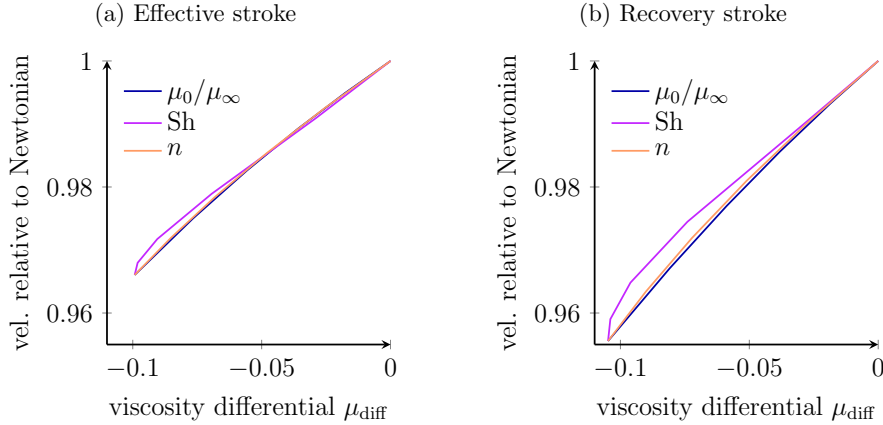 (a) Effective stroke
vel. relative to Newtonian
1
0.98
0.96
μ₀/μ∞
Sh
n
−0.1
−0.05
0
viscosity differential μ_diff
(b) Recovery stroke
vel. relative to Newtonian
1
0.98
0.96
μ₀/μ∞
Sh
n
−0.1
−0.05
0
viscosity differential μ_diff